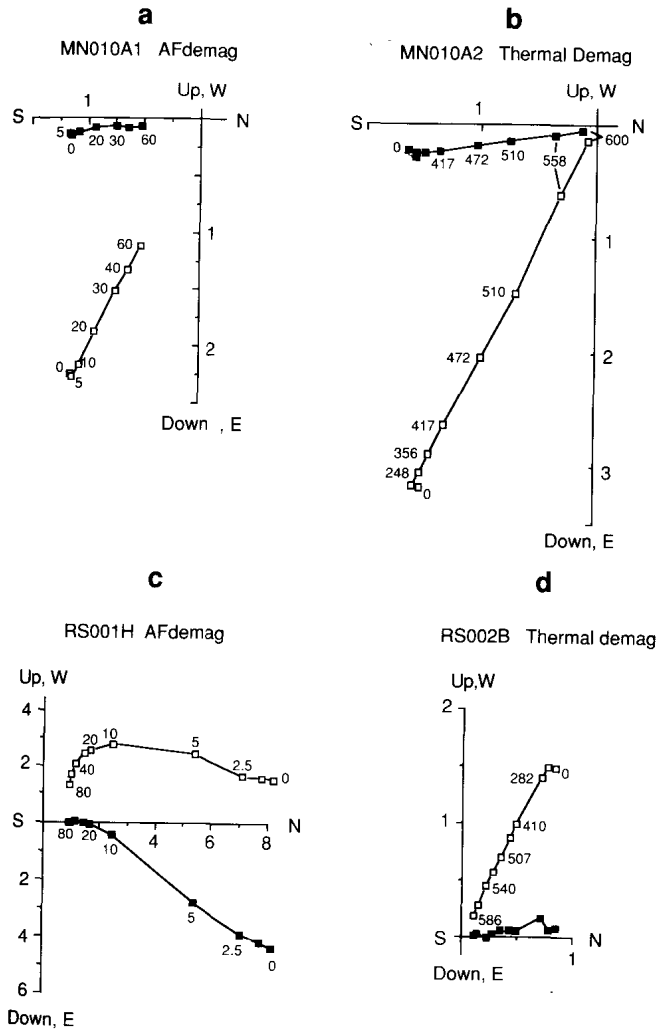 a
MN010A1 AFdemag
Up, W
S 1 N
5 0 20 30 60
1
60
40
30
20
10
0
5
2
Down , E
b
MN010A2 Thermal Demag
Up, W
S 1 N
0 417 472 510 558 600
1
510
472
2
417
356
248
0
3
Down, E
c
RS001H AFdemag
Up, W
4
20 10
5
2
40
2.5
0
80
S 80 20 4 6 8 N
10
2
5
4
2.5
0
6
Down, E
d
RS002B Thermal demag
Up,W
2
282
0
1
410
507
540
586
S N
1
Down, E